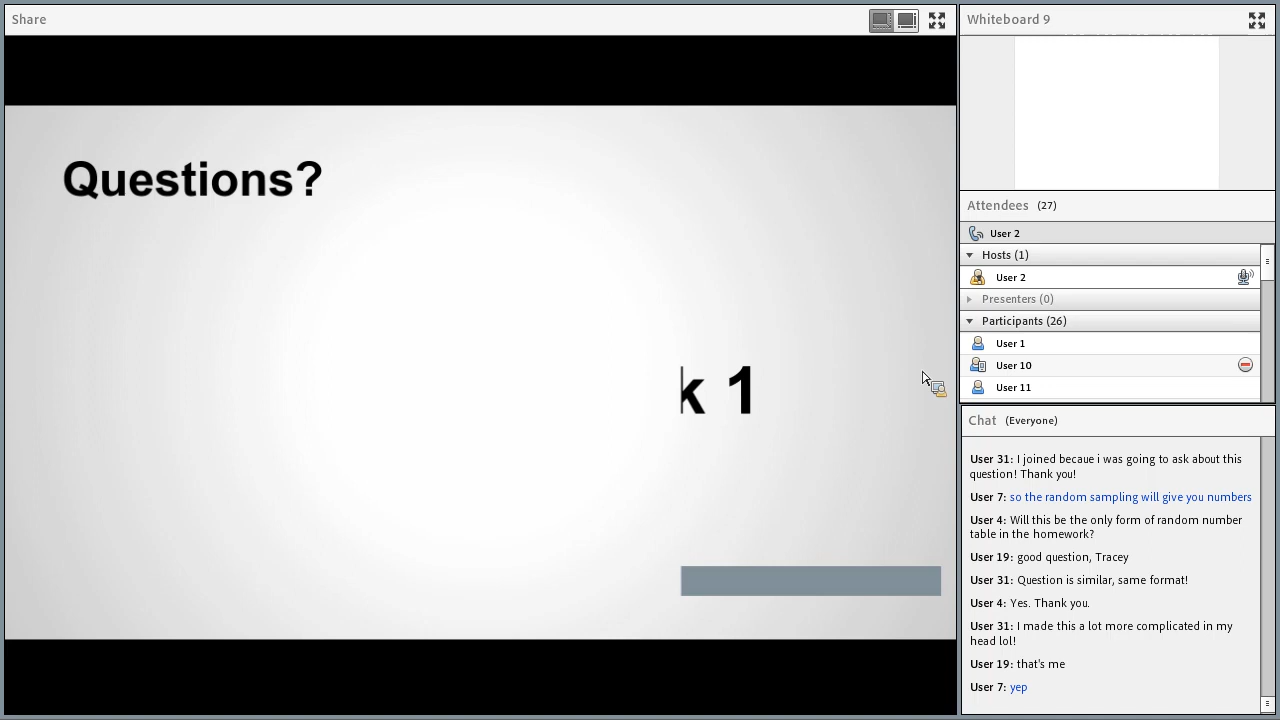 Share
Questions?
k 1
Whiteboard 9
Attendees (27)
User 2
Hosts (1)
User 2
Presenters (0)
Participants (26)
User 1
User 10
User 11
Chat (Everyone)
User 31: I joined becaue i was going to ask about this
question! Thank you!
User 7: so the random sampling will give you numbers
User 4: Will this be the only form of random number
table in the homework?
User 19: good question, Tracey
User 31: Question is similar, same format!
User 4: Yes. Thank you.
User 31: I made this a lot more complicated in my
head lol!
User 19: that's me
User 7: yep